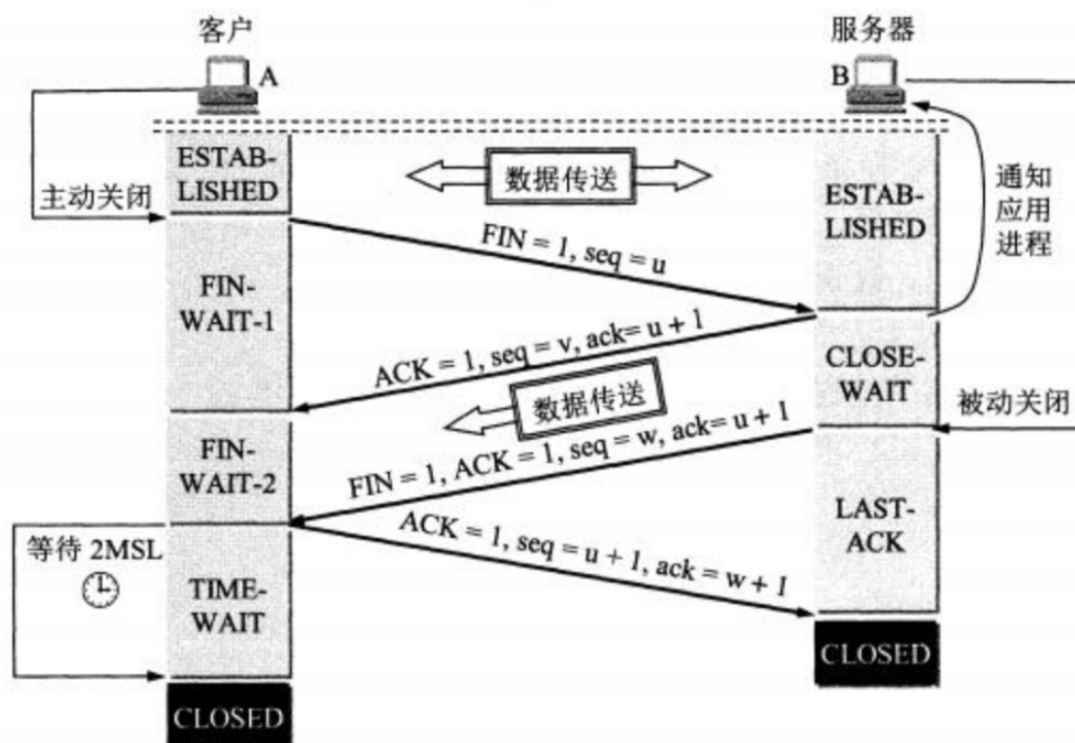 客户
服务器
A
B
ESTAB-
LISHED
数据传送
主动关闭
ESTAB-
LISHED
通知
应用
进程
FIN = 1, seq = u
FIN-
WAIT-1
ACK = 1, seq = v, ack= u + 1
CLOSE-
WAIT
数据传送
被动关闭
FIN-
WAIT-2
FIN = 1, ACK = 1, seq = w, ack= u + 1
LAST-
ACK
ACK = 1, seq = u + 1, ack = w + 1
等待 2MSL
TIME-
WAIT
CLOSED
CLOSED